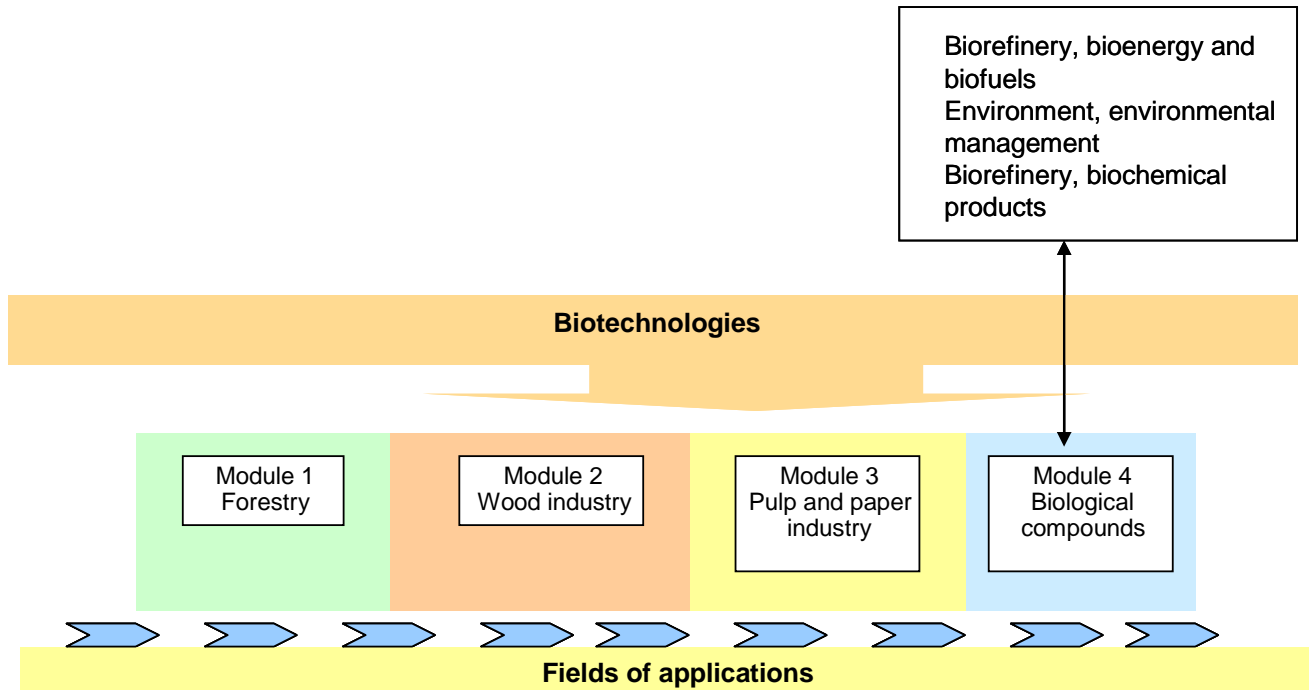 Biorefinery, bioenergy and
biofuels
Environment, environmental
management
Biorefinery, biochemical
products
Biotechnologies
Module 1
Forestry
Module 2
Wood industry
Module 3
Pulp and paper
industry
Module 4
Biological
compounds
Fields of applications